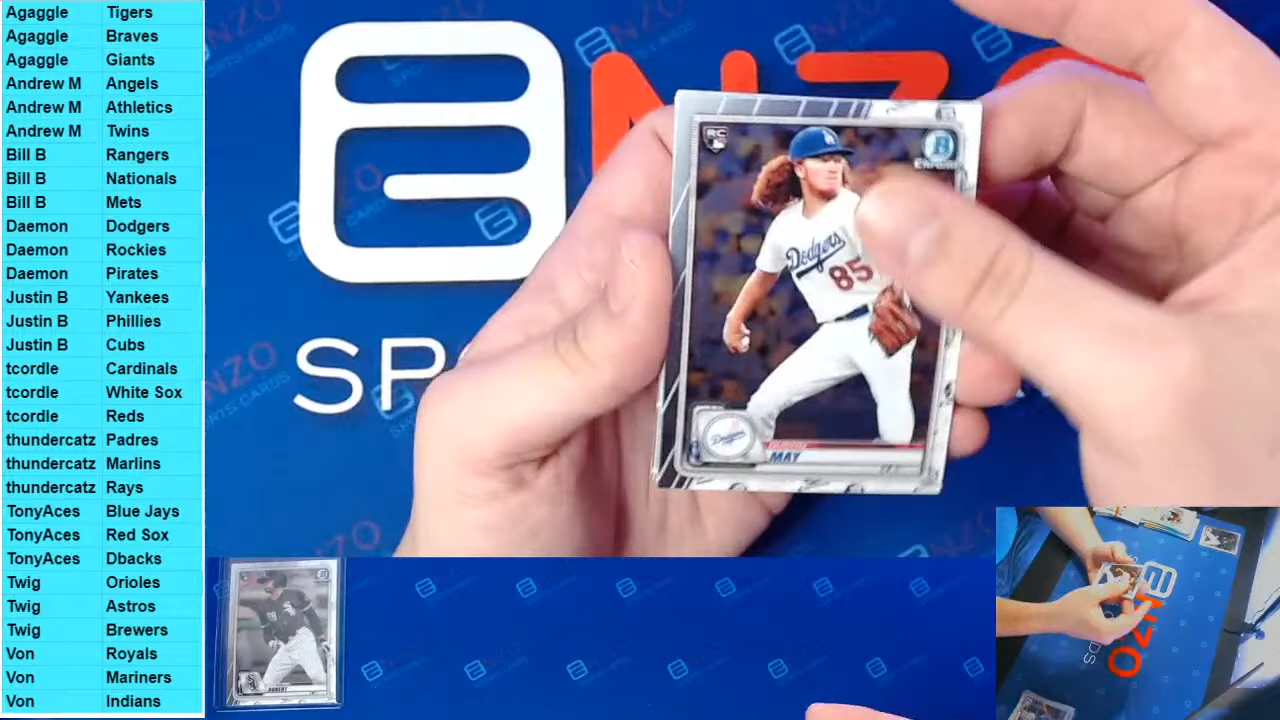 Agaggle Tigers
Agaggle Braves
Agaggle Giants
Andrew M Angels
Andrew M Athletics
Andrew M Twins
Bill B Rangers
Bill B Nationals
Bill B Mets
Daemon Dodgers
Daemon Rockies
Daemon Pirates
Justin B Yankees
Justin B Phillies
Justin B Cubs
tcordle Cardinals
tcordle White Sox
tcordle Reds
thundercatz Padres
thundercatz Marlins
thundercatz Rays
TonyAces Blue Jays
TonyAces Red Sox
TonyAces Dbacks
Twig Orioles
Twig Astros
Twig Brewers
Von Royals
Von Mariners
Von Indians
RC
B
Dodgers
85
Dodgers
MAY
SP
ROBERT
NZO